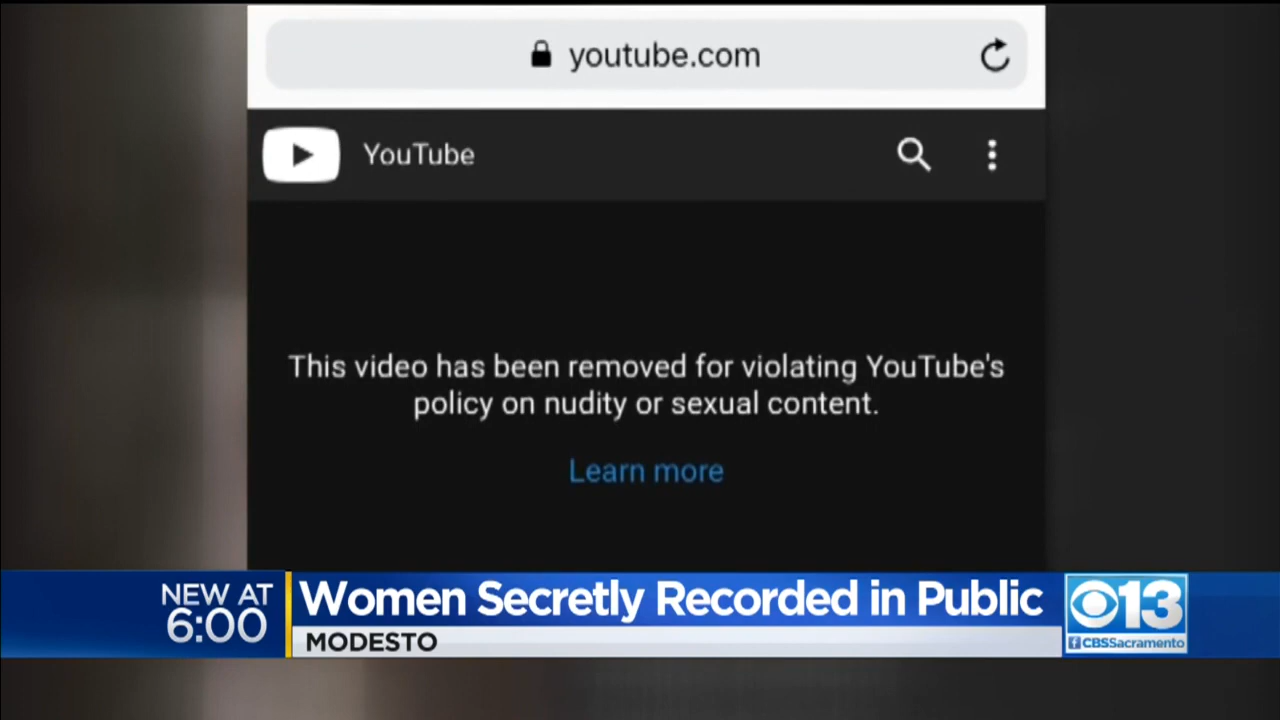 youtube.com
YouTube
This video has been removed for violating YouTube's
policy on nudity or sexual content.
Learn more
NEW AT
6:00
Women Secretly Recorded in Public
MODESTO
13
f CBSSacramento